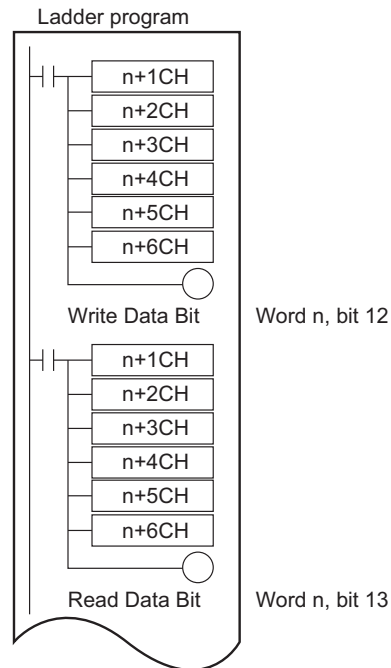 Ladder program
n+1CH
n+2CH
n+3CH
n+4CH
n+5CH
n+6CH
Write Data Bit Word n, bit 12
n+1CH
n+2CH
n+3CH
n+4CH
n+5CH
n+6CH
Read Data Bit Word n, bit 13